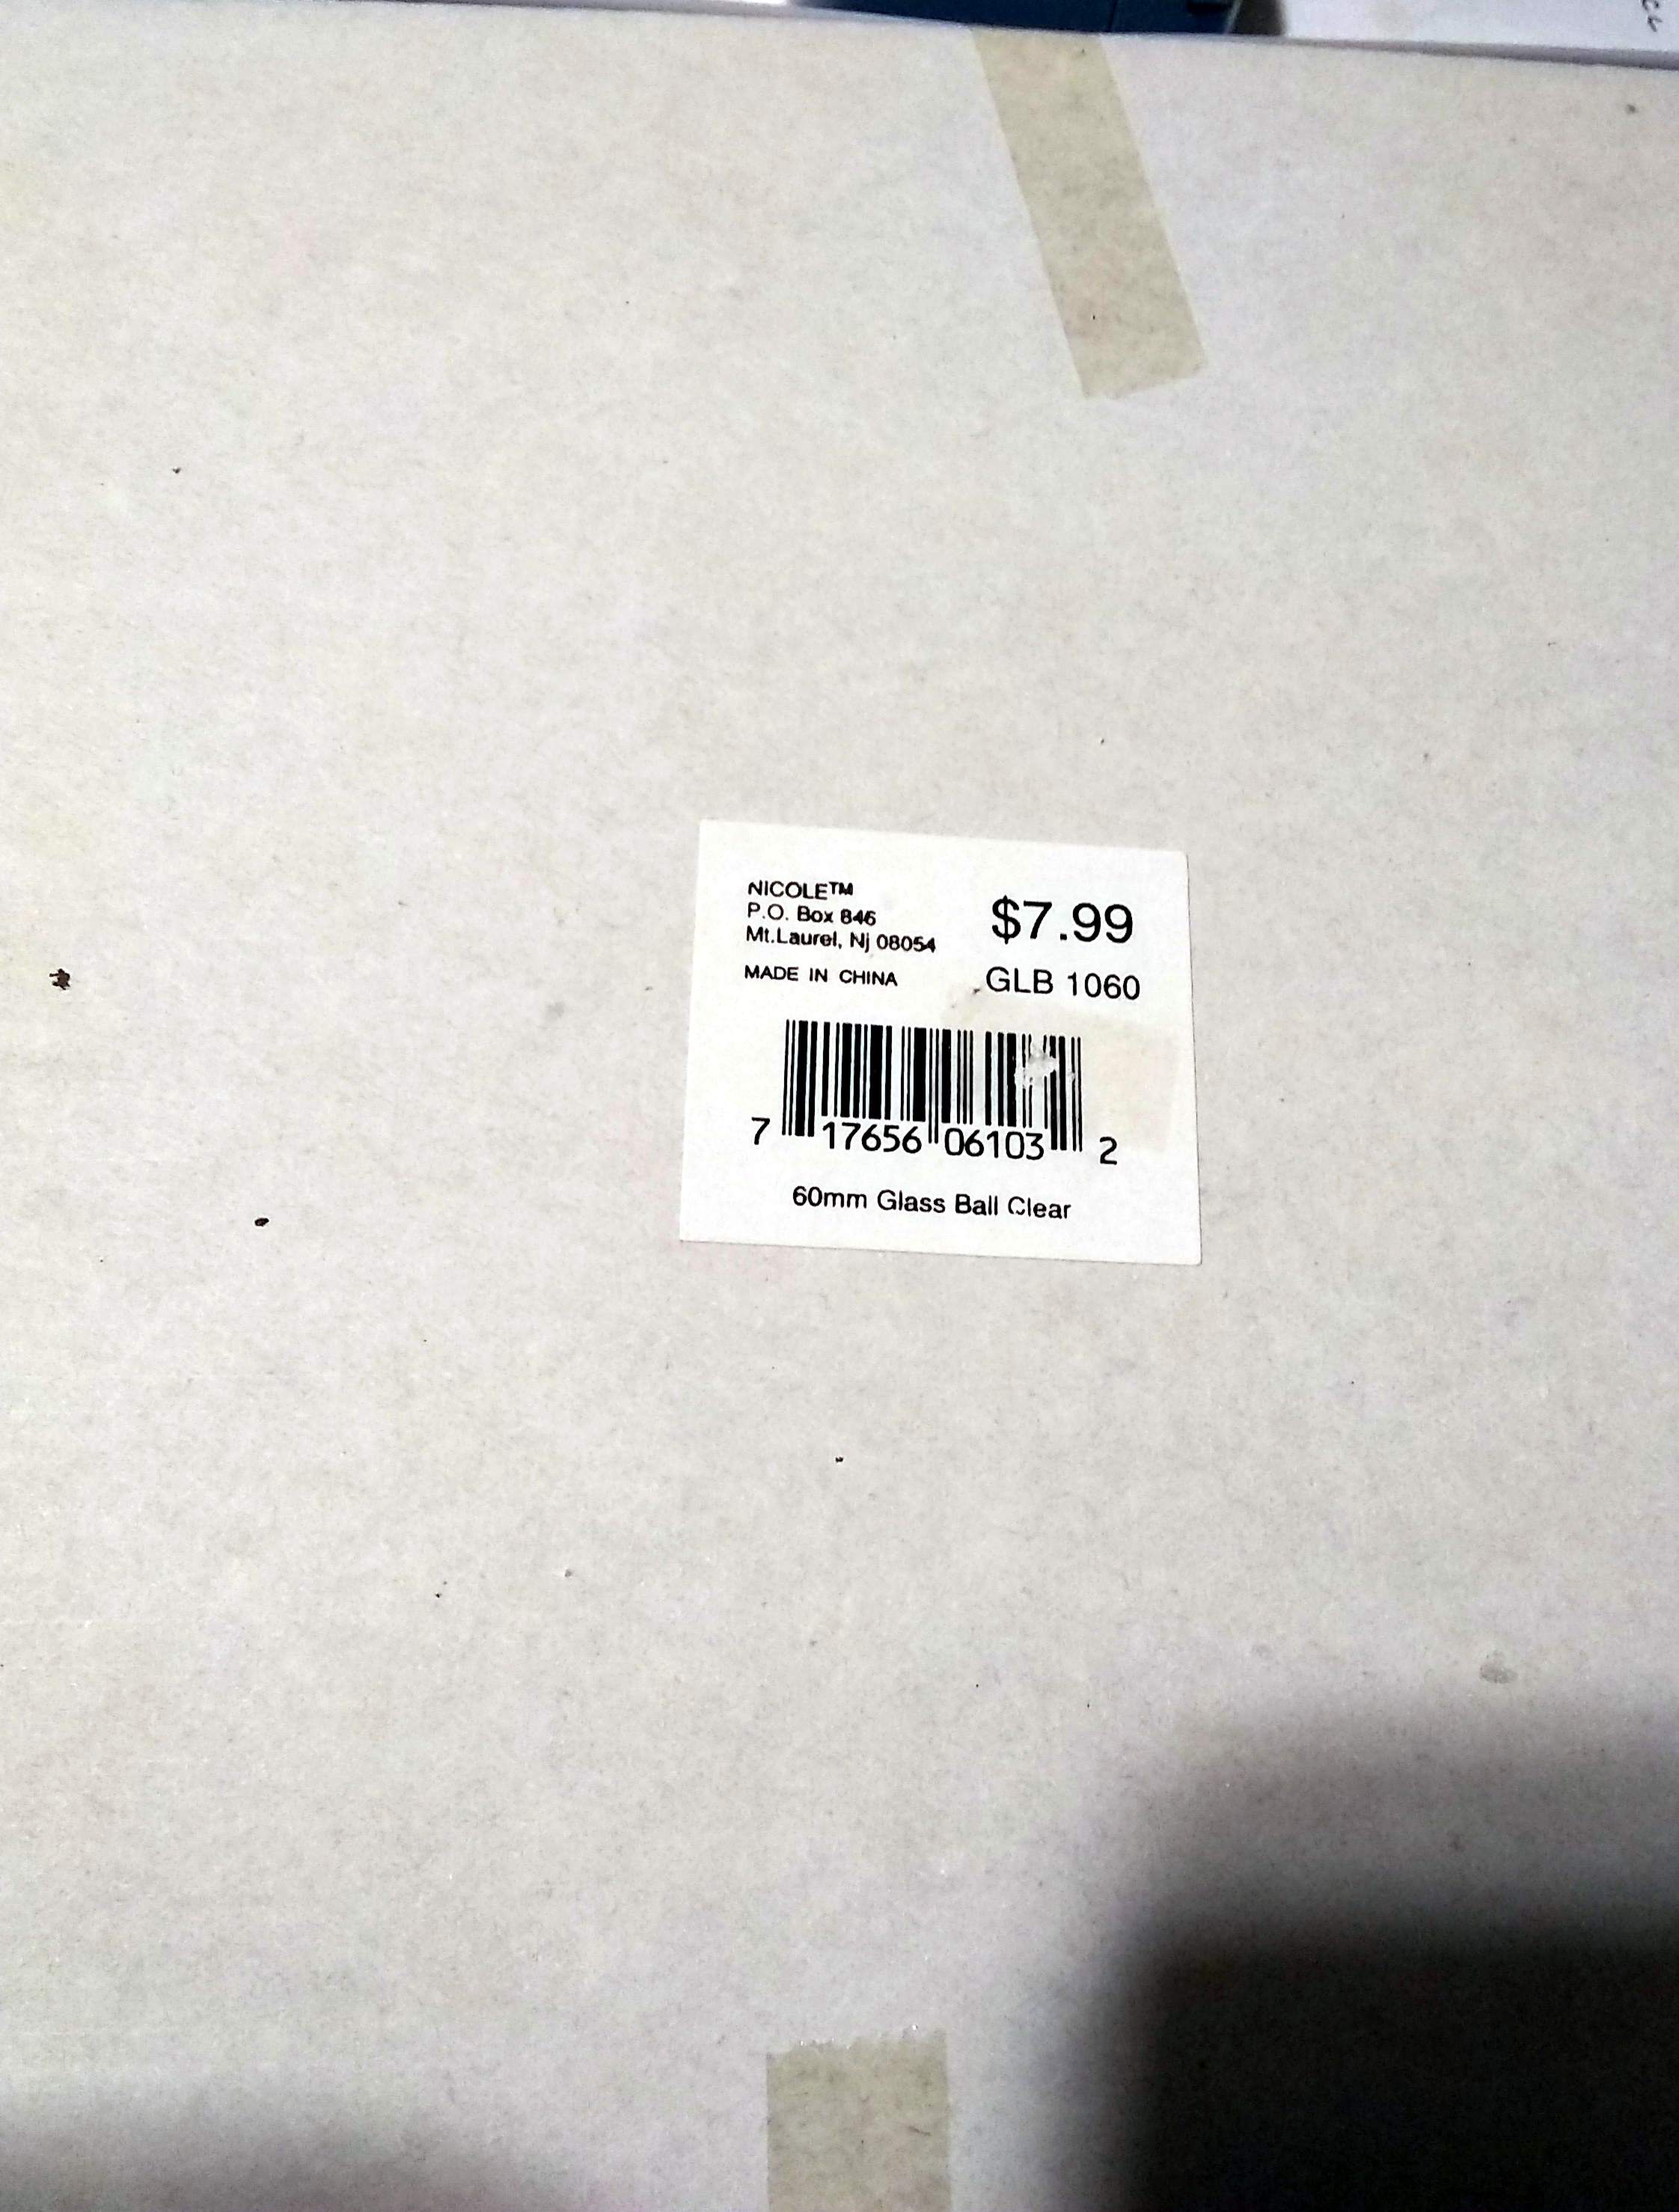 NICOLE™
P.O. Box 846
Mt.Laurel, Nj 08054
MADE IN CHINA
$7.99
GLB 1060
7 17656 06103 2
60mm Glass Ball Clear